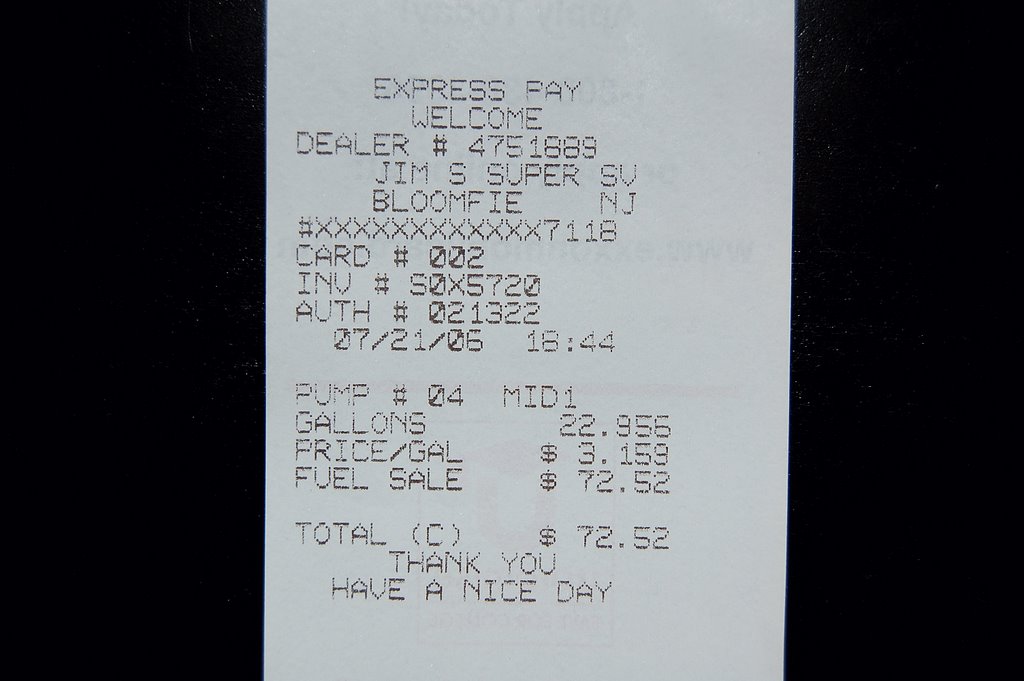 EXPRESS PAY
WELCOME
DEALER # 4751889
JIM S SUPER SV
BLOOMFIE NJ
#XXXXXXXXXXXX7118
CARD # 002
INV # S0X5720
AUTH # 021322
07/21/06 18:44
PUMP # 04 MID1
GALLONS 22.956
PRICE/GAL $ 3.159
FUEL SALE $ 72.52
TOTAL (C) $ 72.52
THANK YOU
HAVE A NICE DAY